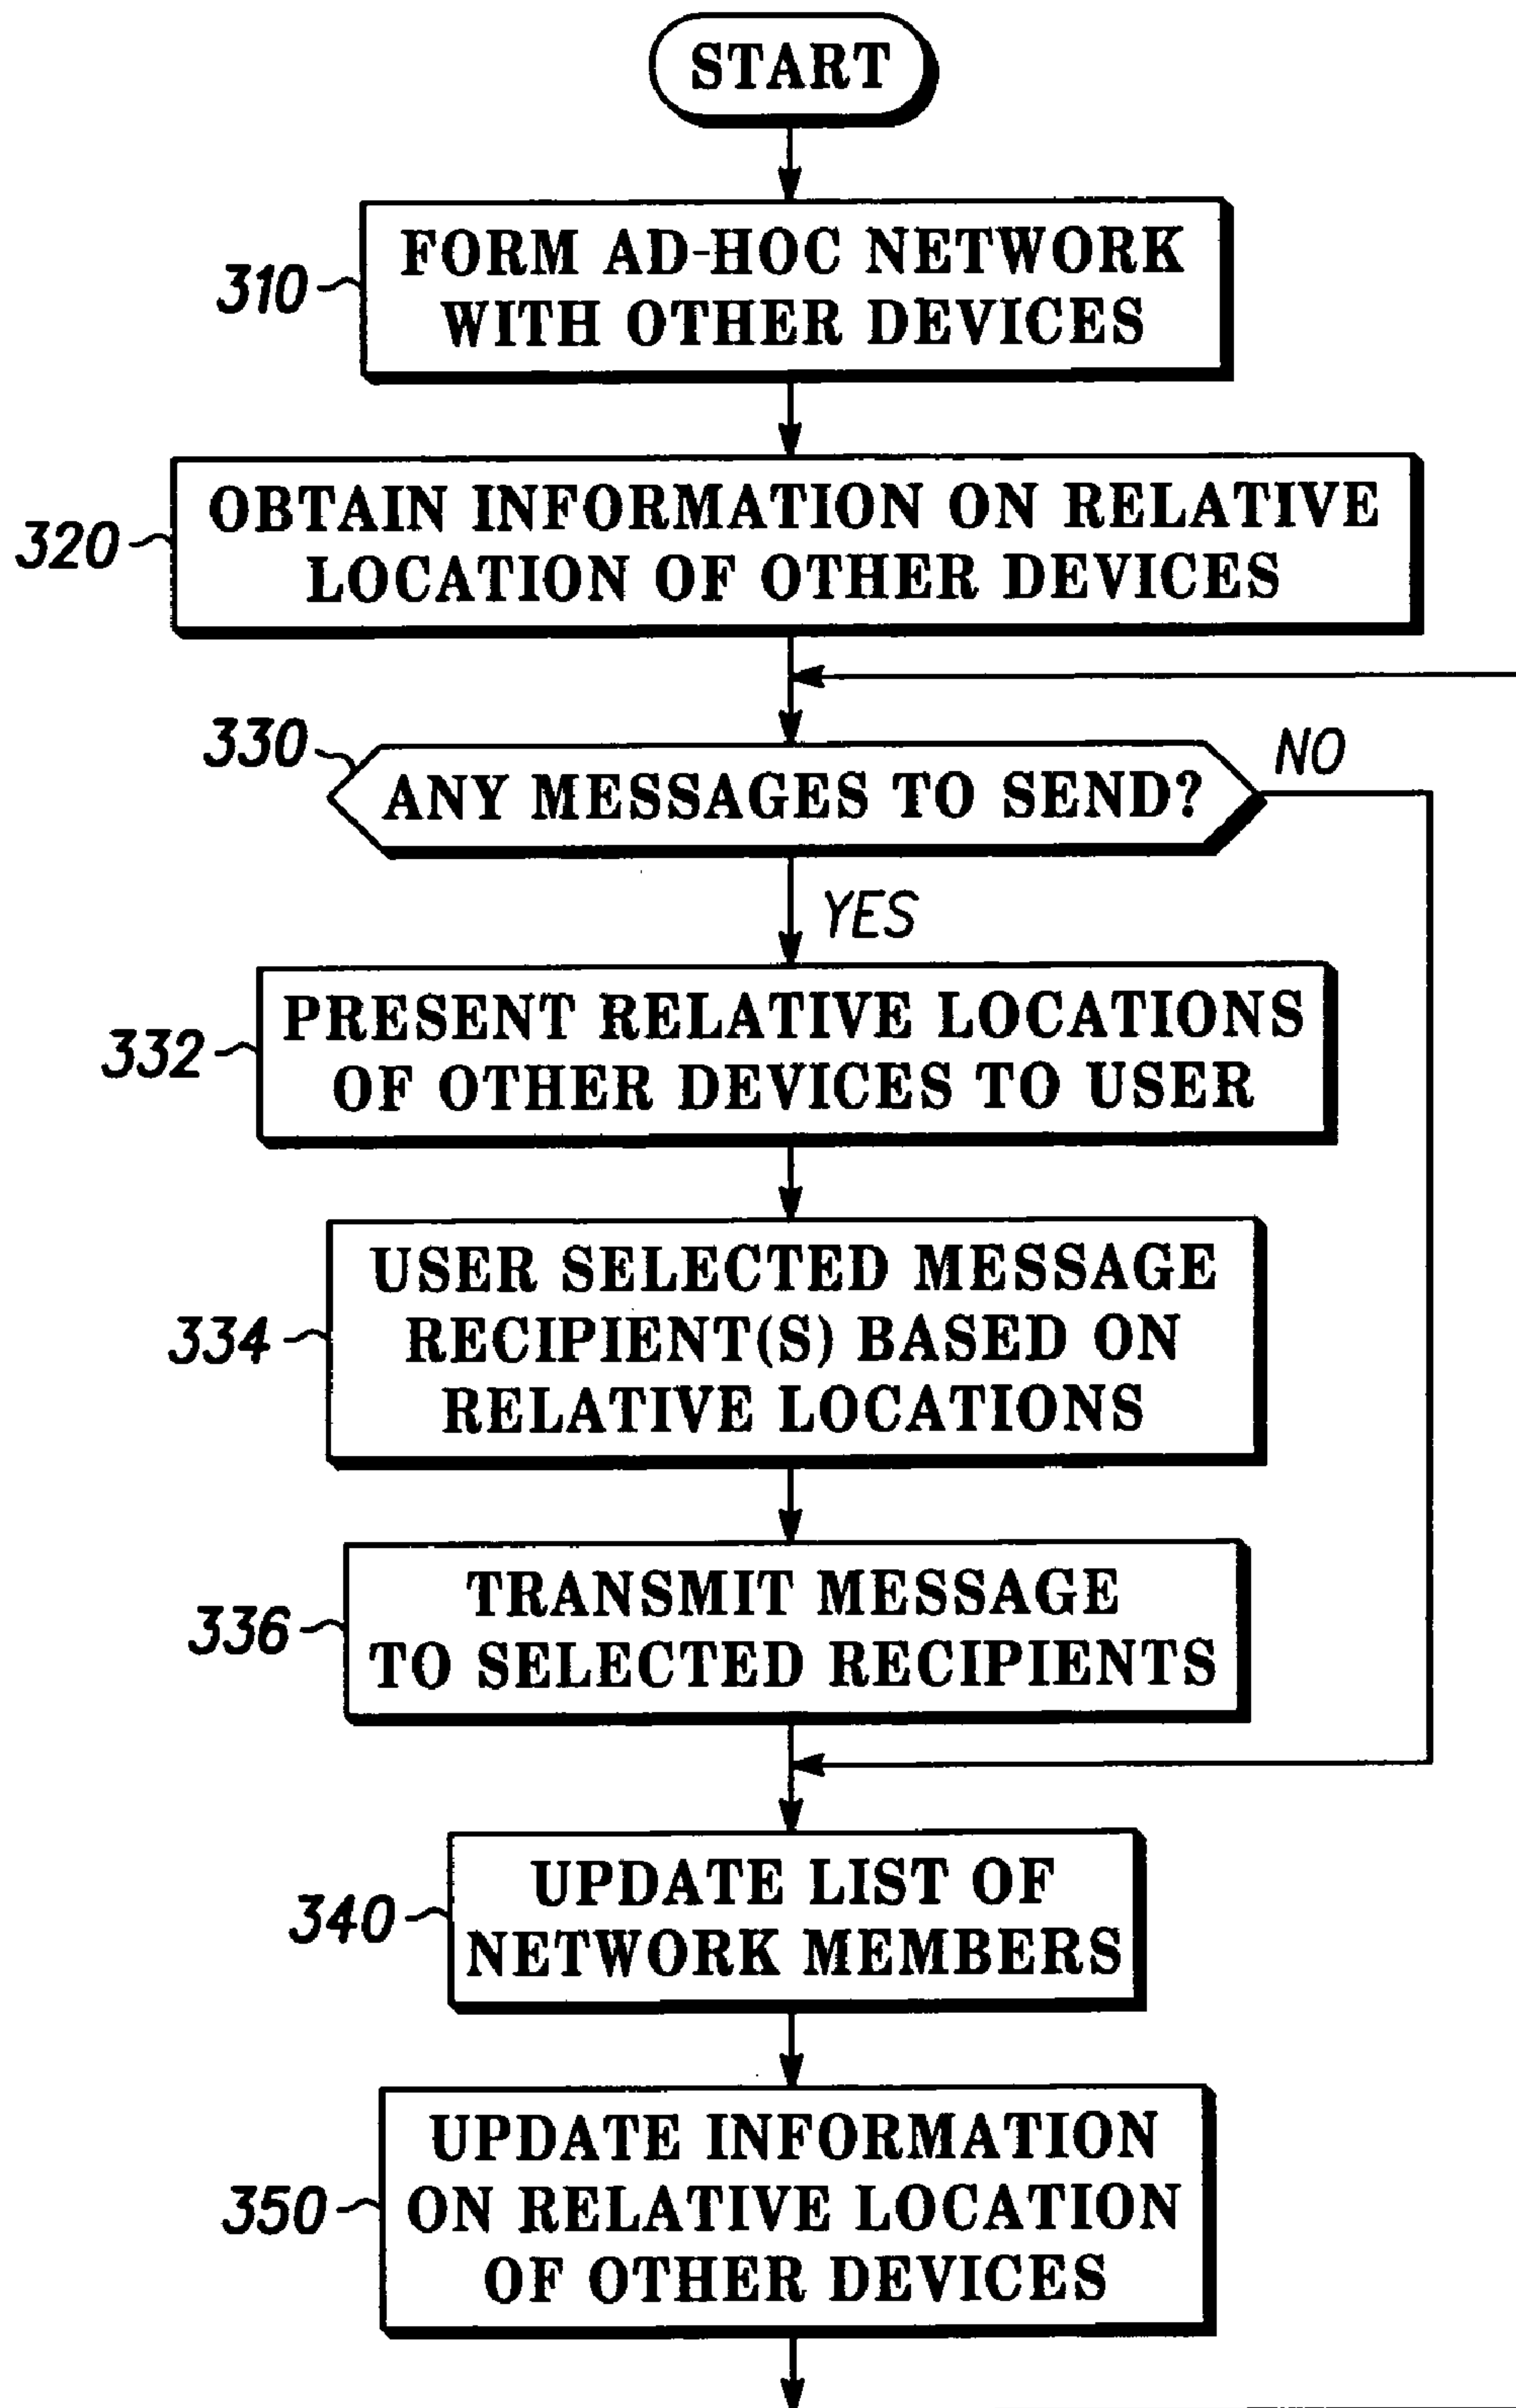 START
310
FORM AD-HOC NETWORK
WITH OTHER DEVICES
320
OBTAIN INFORMATION ON RELATIVE
LOCATION OF OTHER DEVICES
330
ANY MESSAGES TO SEND?
NO
YES
332
PRESENT RELATIVE LOCATIONS
OF OTHER DEVICES TO USER
334
USER SELECTED MESSAGE
RECIPIENT(S) BASED ON
RELATIVE LOCATIONS
336
TRANSMIT MESSAGE
TO SELECTED RECIPIENTS
340
UPDATE LIST OF
NETWORK MEMBERS
350
UPDATE INFORMATION
ON RELATIVE LOCATION
OF OTHER DEVICES